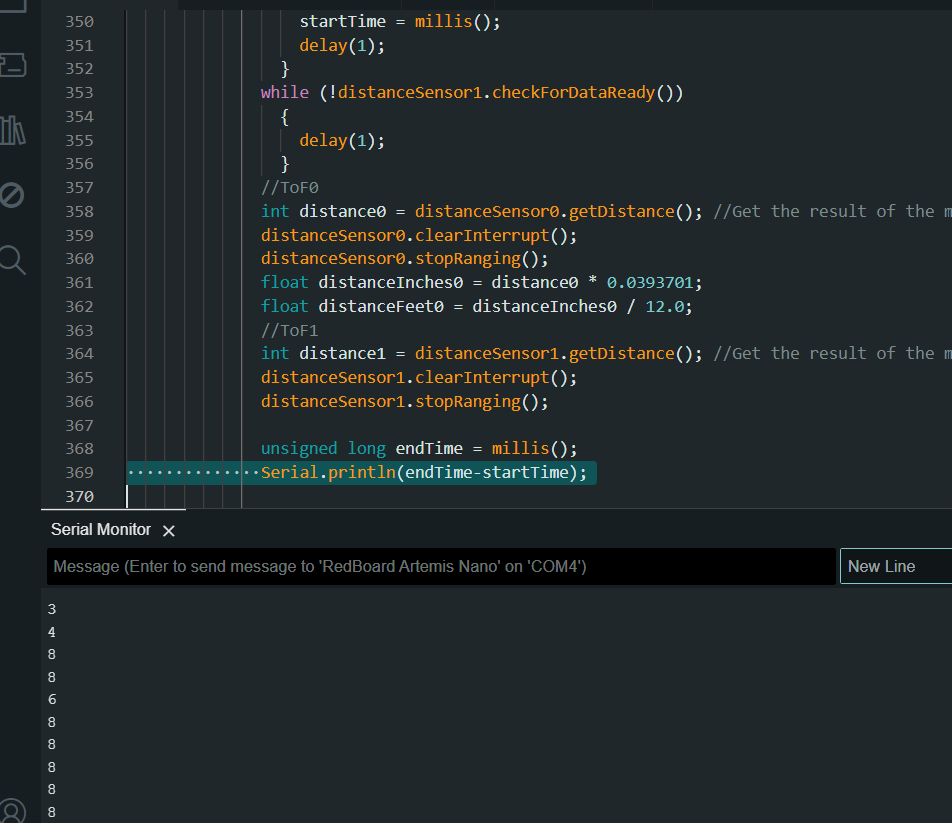 350 startTime = millis();
351 delay(1);
352 }
353 while (!distanceSensor1.checkForDataReady())
354 {
355 delay(1);
356 }
357 //ToF0
358 int distance0 = distanceSensor0.getDistance(); //Get the result of the m
359 distanceSensor0.clearInterrupt();
360 distanceSensor0.stopRanging();
361 float distanceInches0 = distance0 * 0.0393701;
362 float distanceFeet0 = distanceInches0 / 12.0;
363 //ToF1
364 int distance1 = distanceSensor1.getDistance(); //Get the result of the m
365 distanceSensor1.clearInterrupt();
366 distanceSensor1.stopRanging();
367
368 unsigned long endTime = millis();
369 Serial.println(endTime-startTime);
370
Serial Monitor
Message (Enter to send message to 'RedBoard Artemis Nano' on 'COM4')
New Line
3
4
8
8
6
8
8
8
8
8